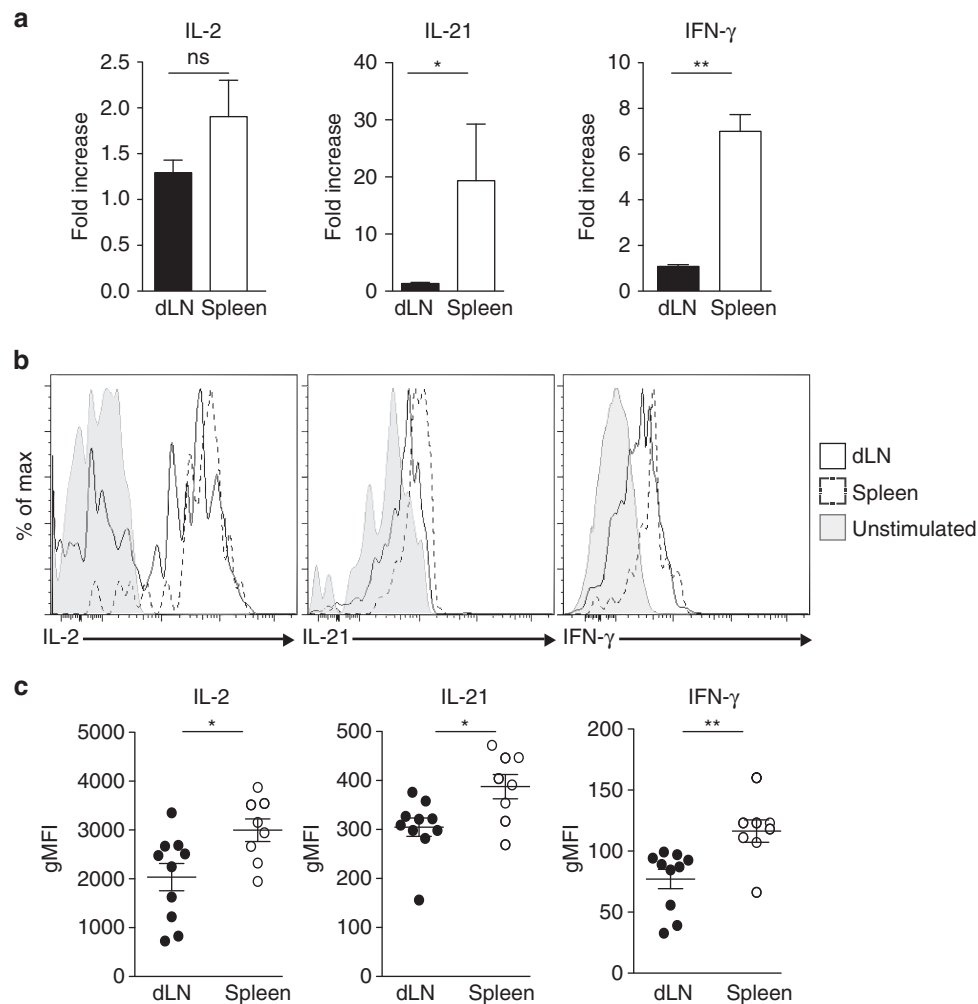 a
IL-2
ns
Fold increase
2.5
2.0
1.5
1.0
0.5
0.0
dLN Spleen
IL-21
*
Fold increase
40
30
20
10
0
dLN Spleen
IFN-γ
**
Fold increase
10
8
6
4
2
0
dLN Spleen
b
% of max
IL-2
IL-21
IFN-γ
dLN
Spleen
Unstimulated
c
IL-2
*
gMFI
5000
4000
3000
2000
1000
0
dLN Spleen
IL-21
*
gMFI
500
400
300
200
100
0
dLN Spleen
IFN-γ
**
gMFI
200
150
100
50
0
dLN Spleen